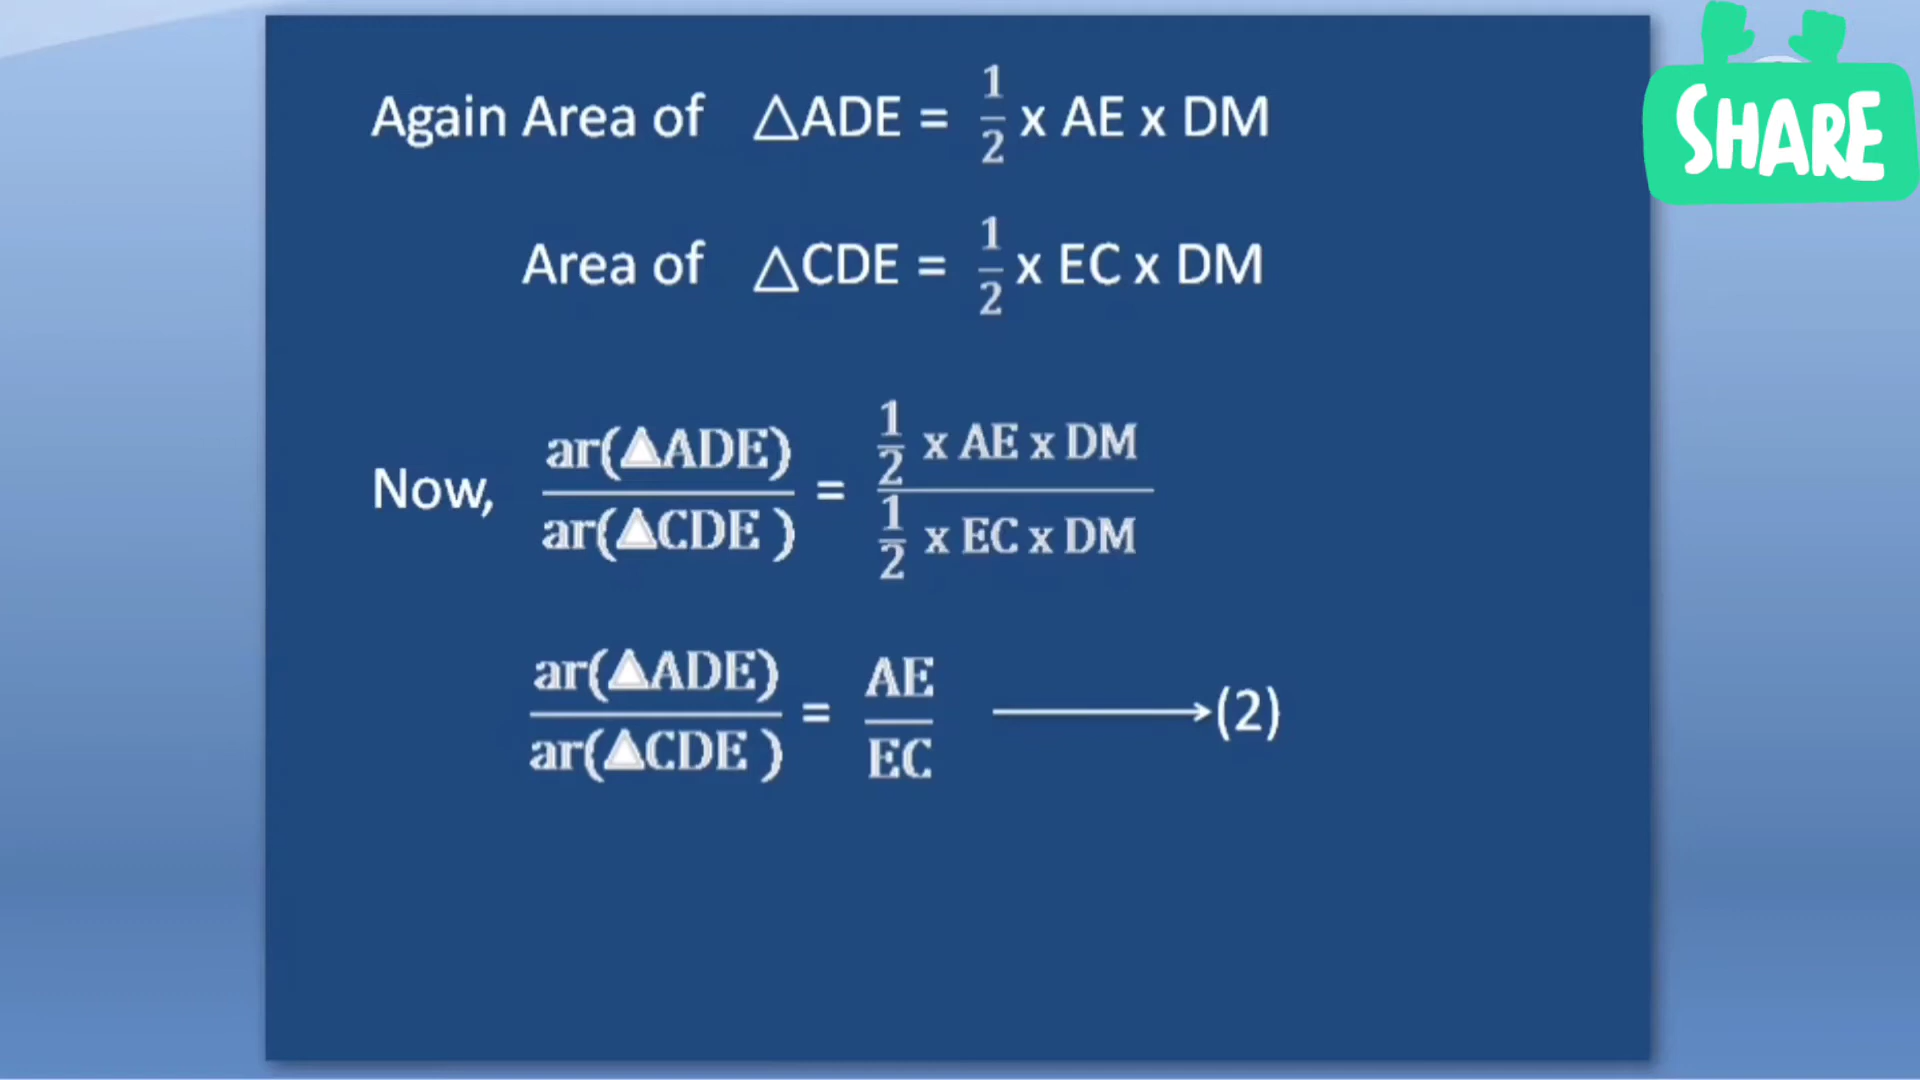 SHARE
Again Area of △ADE = 1/2 x AE x DM
Area of △CDE = 1/2 x EC x DM
Now, ar(△ADE)/ar(△CDE ) = 1/2 x AE x DM / 1/2 x EC x DM
ar(△ADE)/ar(△CDE ) = AE/EC ⟶(2)